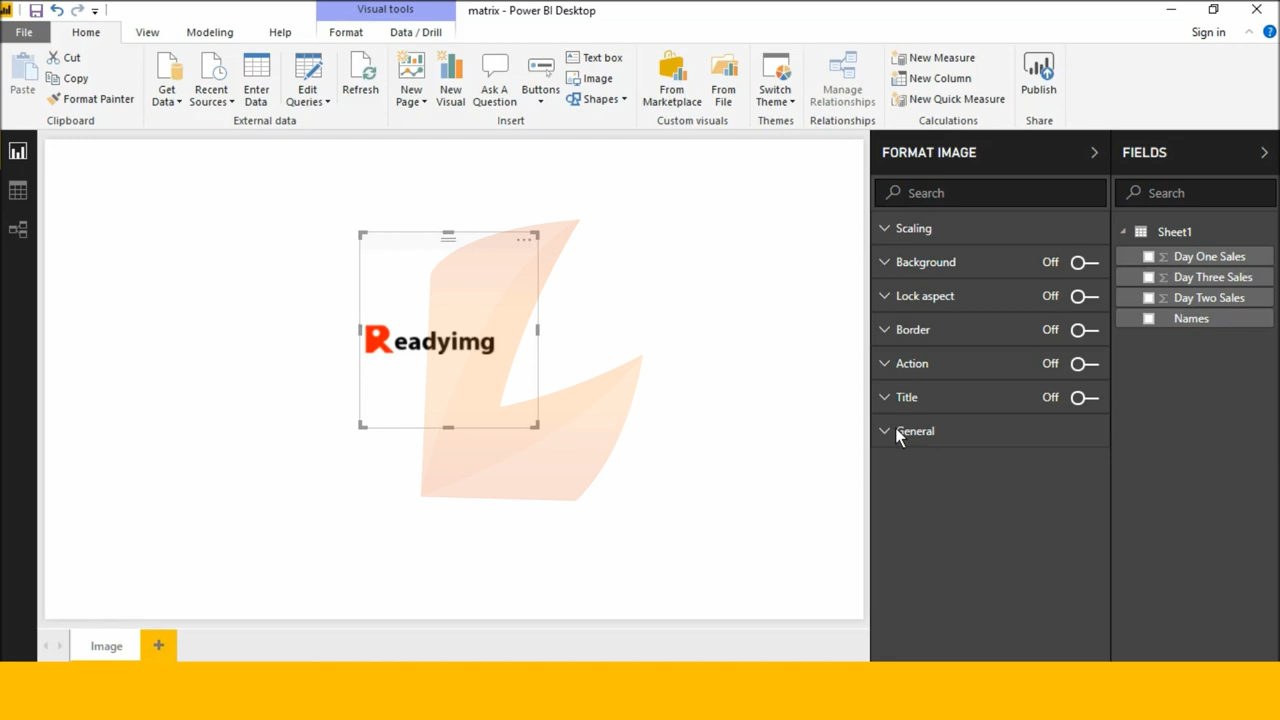 Visual tools
matrix - Power BI Desktop
File
Home
View
Modeling
Help
Format
Data / Drill
Sign in
Paste
Cut
Copy
Format Painter
Clipboard
Get Data
Recent Sources
Enter Data
Edit Queries
Refresh
External data
New Page
New Visual
Ask A Question
Buttons
Text box
Image
Shapes
Insert
From Marketplace
From File
Custom visuals
Switch Theme
Themes
Manage Relationships
Relationships
New Measure
New Column
New Quick Measure
Calculations
Publish
Share
Readyimg
FORMAT IMAGE
Search
Scaling
Background Off
Lock aspect Off
Border Off
Action Off
Title Off
General
FIELDS
Search
Sheet1
Day One Sales
Day Three Sales
Day Two Sales
Names
Image